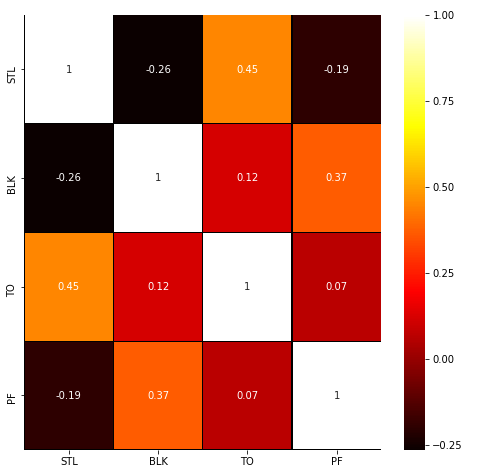 STL 1 -0.26 0.45 -0.19
BLK -0.26 1 0.12 0.37
TO 0.45 0.12 1 0.07
PF -0.19 0.37 0.07 1
STL BLK TO PF
1.00
0.75
0.50
0.25
0.00
−0.25